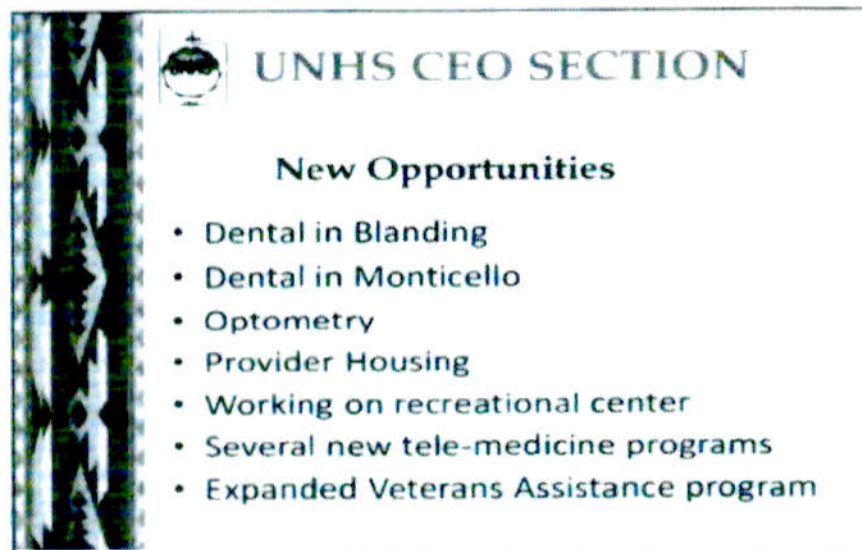 UNHS CEO SECTION
New Opportunities
• Dental in Blanding
• Dental in Monticello
• Optometry
• Provider Housing
• Working on recreational center
• Several new tele-medicine programs
• Expanded Veterans Assistance program